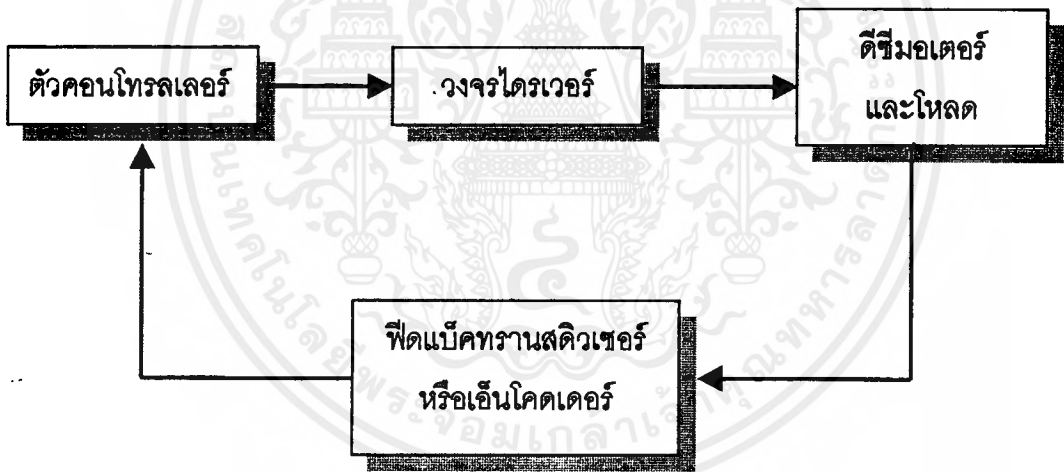 ตัวคอนโทรลเลอร์
วงจรไดรเวอร์
ดีซีมอเตอร์
และโหลด
ฟีดแบ็คทรานสดิวเซอร์
หรือเอ็นโคดเดอร์